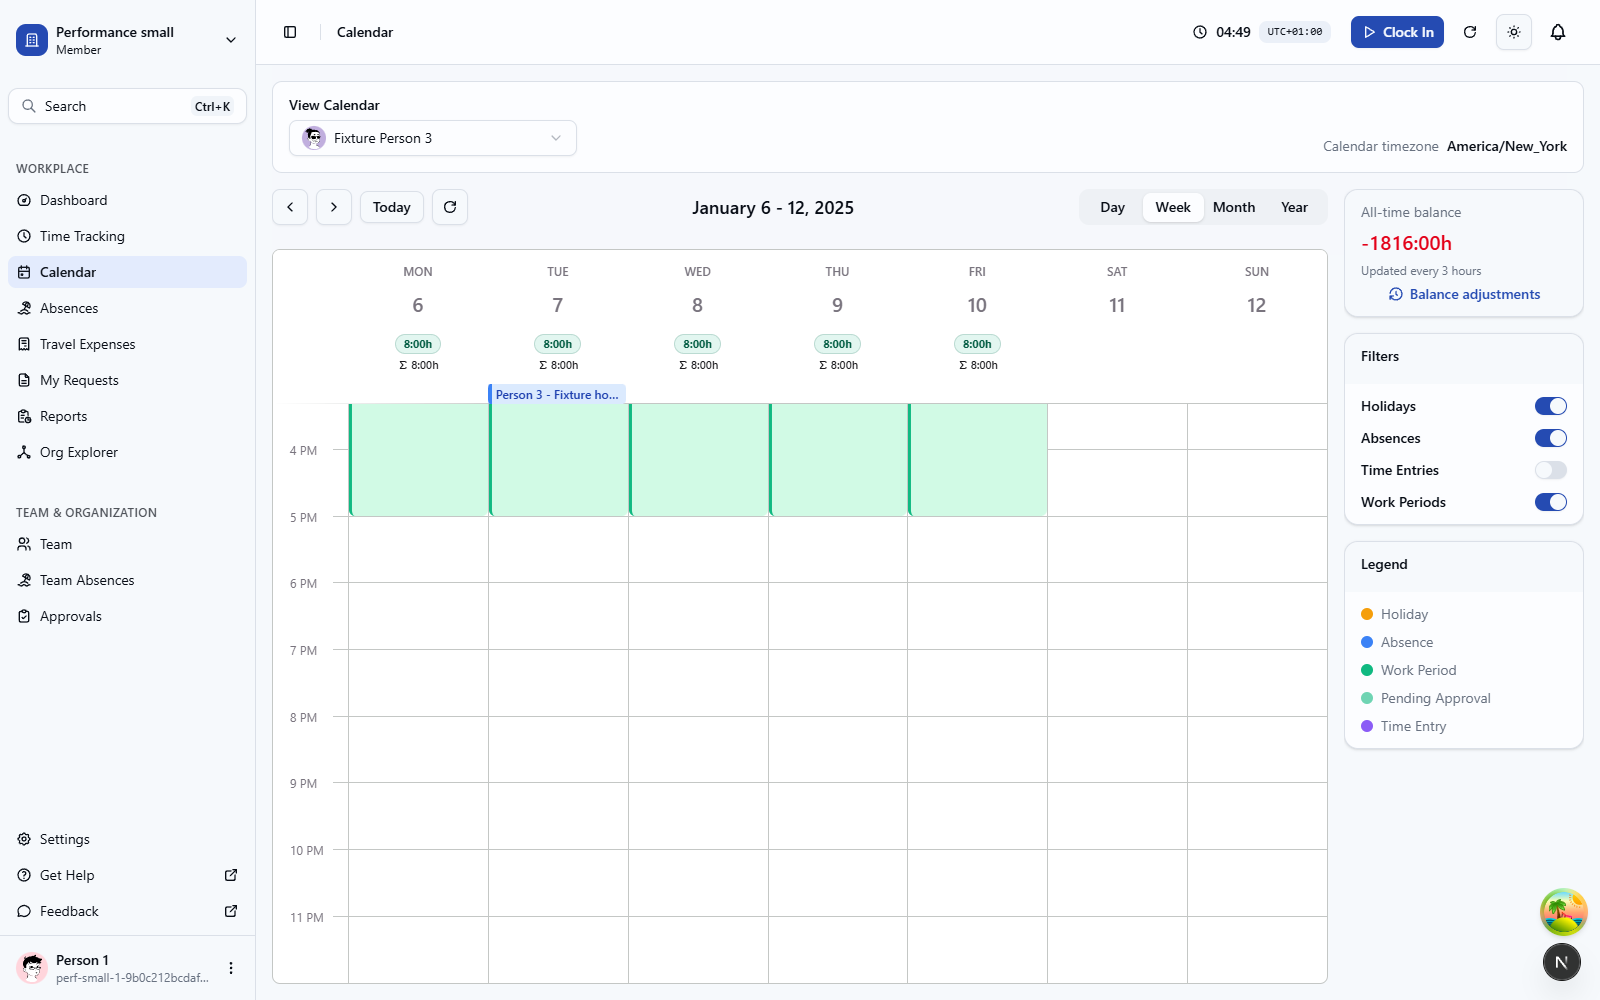 Performance small
Member
Search
Ctrl+K
WORKPLACE
Dashboard
Time Tracking
Calendar
Absences
Travel Expenses
My Requests
Reports
Org Explorer
TEAM & ORGANIZATION
Team
Team Absences
Approvals
Settings
Get Help
Feedback
Person 1
perf-small-1-9b0c212bcdaf...
Calendar
04:49
UTC+01:00
Clock In
View Calendar
Fixture Person 3
Calendar timezone America/New_York
Today
January 6 - 12, 2025
Day Week Month Year
MON TUE WED THU FRI SAT SUN
6 7 8 9 10 11 12
8:00h 8:00h 8:00h 8:00h 8:00h
Σ 8:00h Σ 8:00h Σ 8:00h Σ 8:00h Σ 8:00h
Person 3 - Fixture ho...
4 PM
5 PM
6 PM
7 PM
8 PM
9 PM
10 PM
11 PM
All-time balance
-1816:00h
Updated every 3 hours
Balance adjustments
Filters
Holidays
Absences
Time Entries
Work Periods
Legend
Holiday
Absence
Work Period
Pending Approval
Time Entry
N